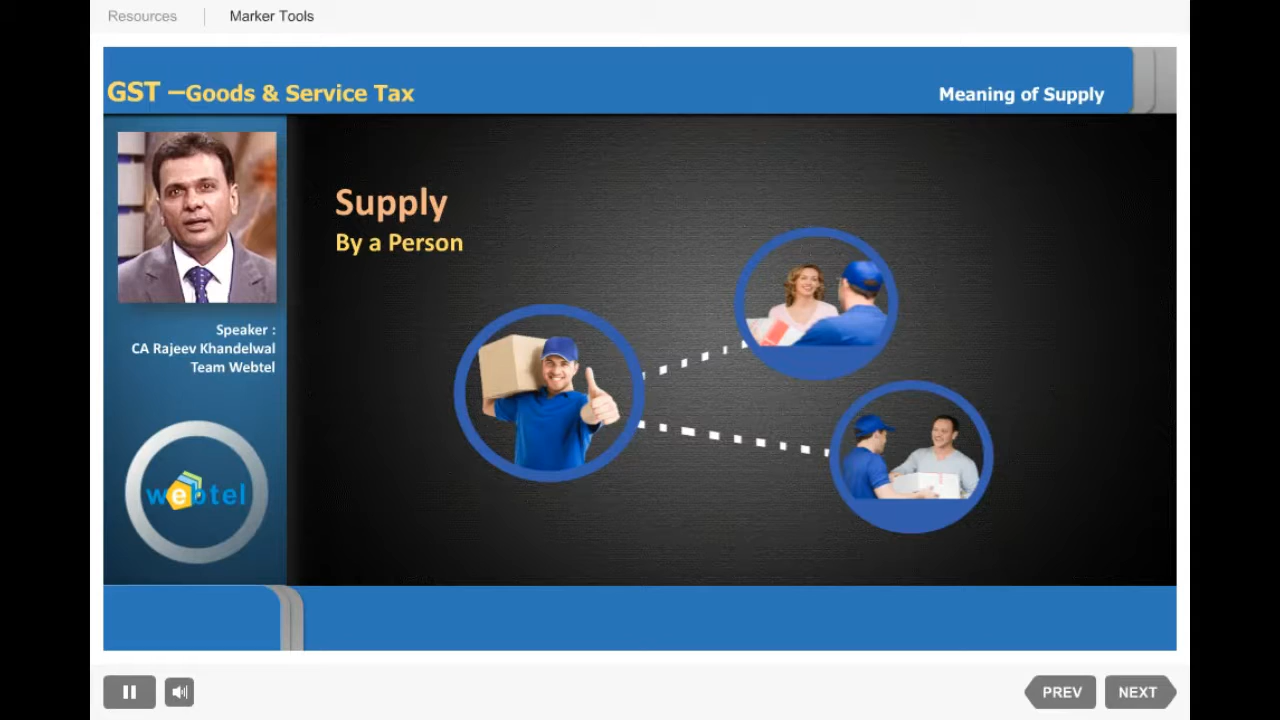 Resources
Marker Tools
GST –Goods & Service Tax
Meaning of Supply
Supply
By a Person
Speaker :
CA Rajeev Khandelwal
Team Webtel
webtel
PREV
NEXT